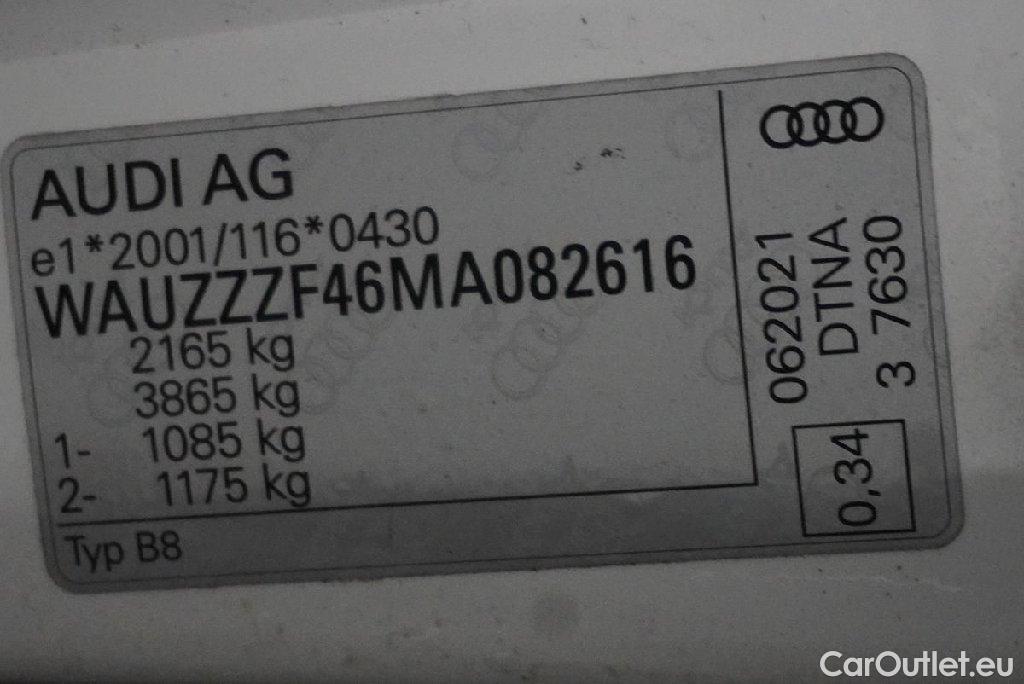 AUDI AG
e1*2001/116*0430
WAUZZZF46MA082616
2165 kg
3865 kg
1- 1085 kg
2- 1175 kg
Typ B8
062021
DTNA
3 7630
0,34
CarOutlet.eu